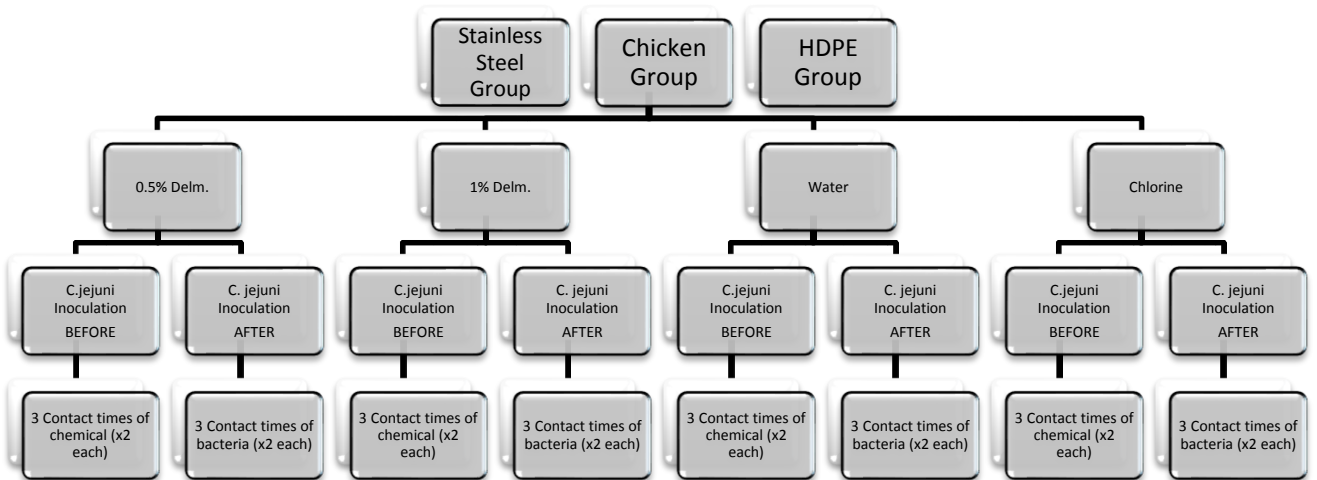 Stainless
Steel
Group
Chicken
Group
HDPE
Group
0.5% Delm.
1% Delm.
Water
Chlorine
C.jejuni
Inoculation
BEFORE
C. jejuni
Inoculation
AFTER
C.jejuni
Inoculation
BEFORE
C. jejuni
Inoculation
AFTER
C.jejuni
Inoculation
BEFORE
C. jejuni
Inoculation
AFTER
C.jejuni
Inoculation
BEFORE
C. jejuni
Inoculation
AFTER
3 Contact times of
chemical (x2
each)
3 Contact times of
bacteria (x2 each)
3 Contact times of
chemical (x2
each)
3 Contact times of
bacteria (x2 each)
3 Contact times of
chemical (x2
each)
3 Contact times of
bacteria (x2 each)
3 Contact times of
chemical (x2
each)
3 Contact times of
bacteria (x2 each)